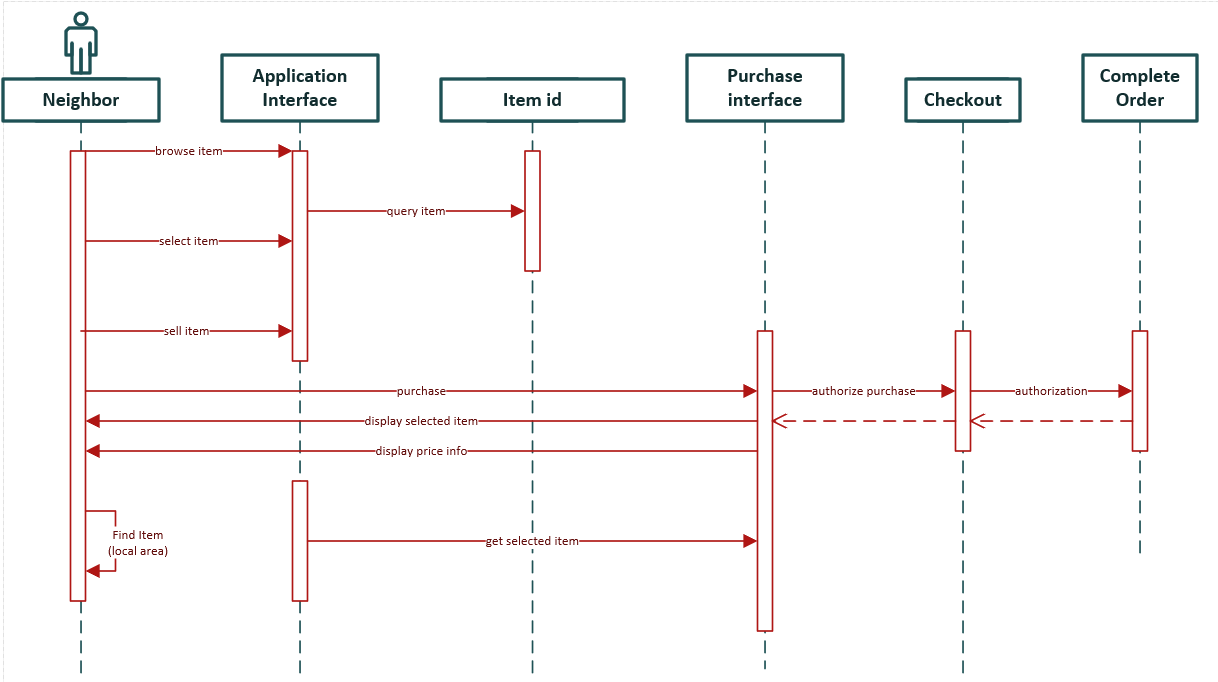 Neighbor
Application
Interface
Item id
Purchase
interface
Checkout
Complete
Order
browse item
query item
select item
sell item
purchase
authorize purchase
authorization
display selected item
display price info
Find Item
(local area)
get selected item